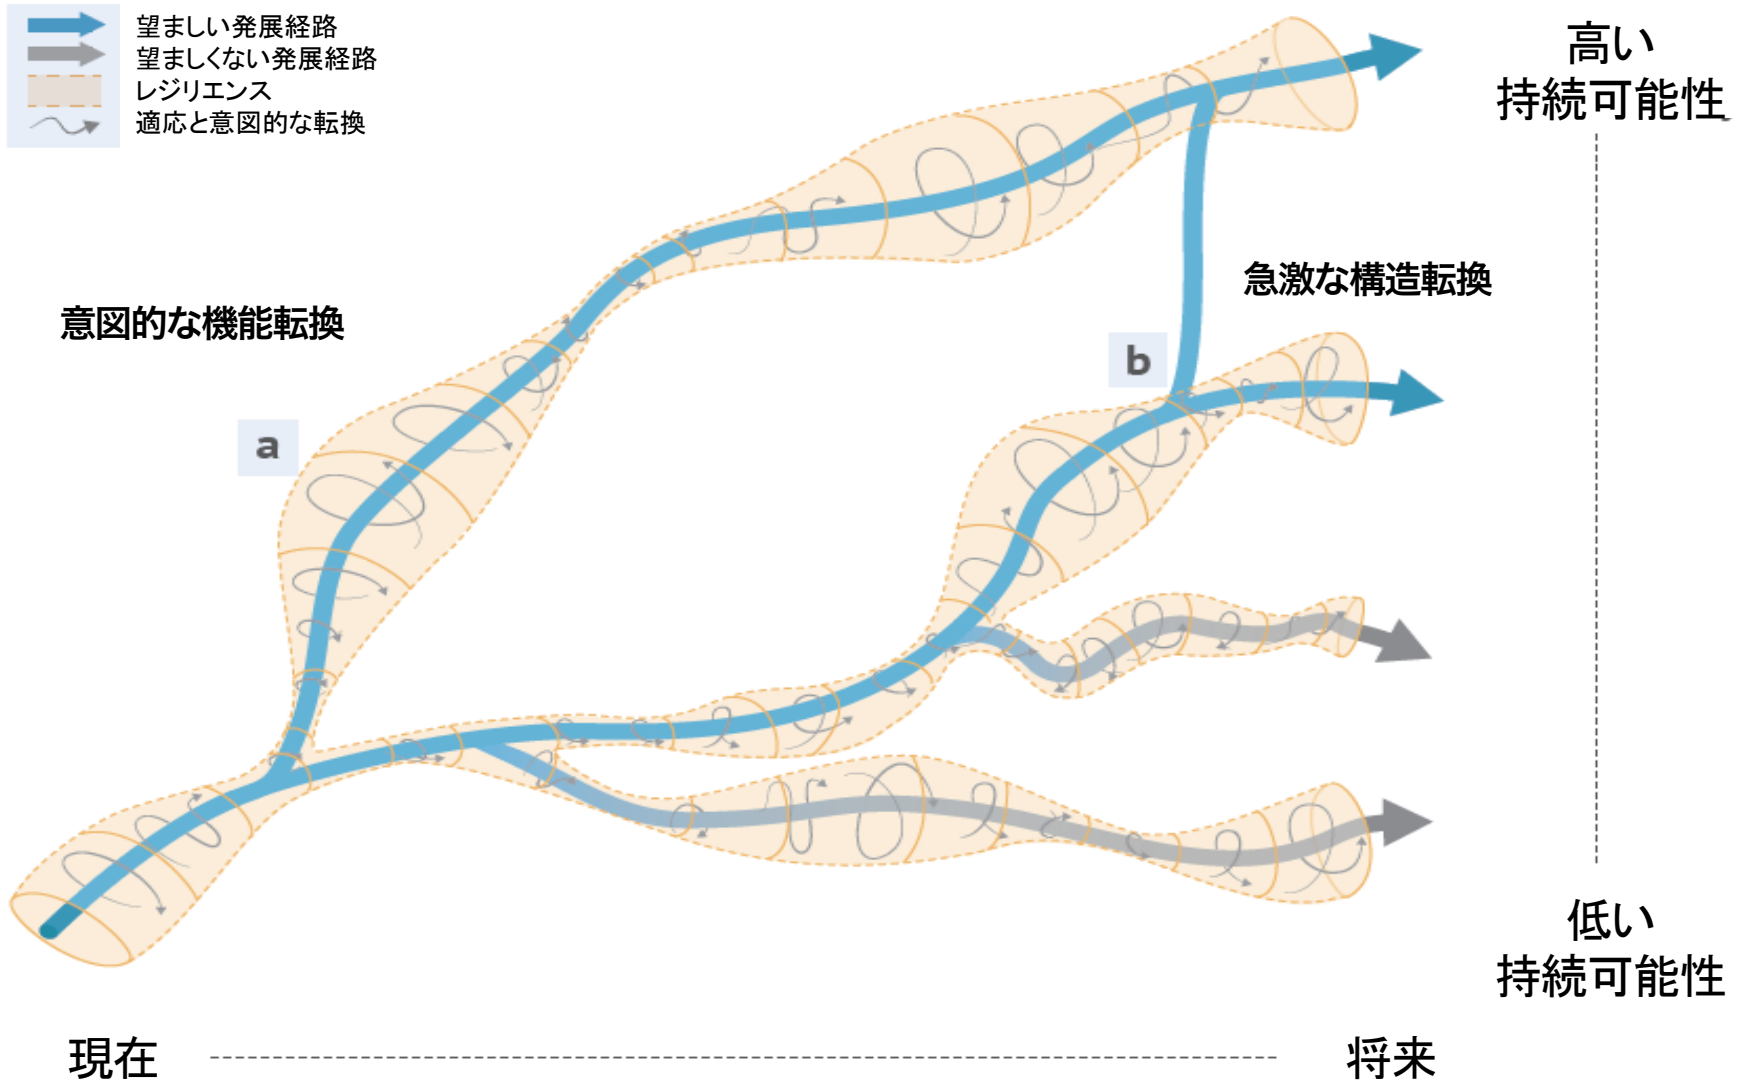 望ましい発展経路
望ましくない発展経路
レジリエンス
適応と意図的な転換
高い
持続可能性
急激な構造転換
意図的な機能転換
b
a
低い
持続可能性
現在
将来